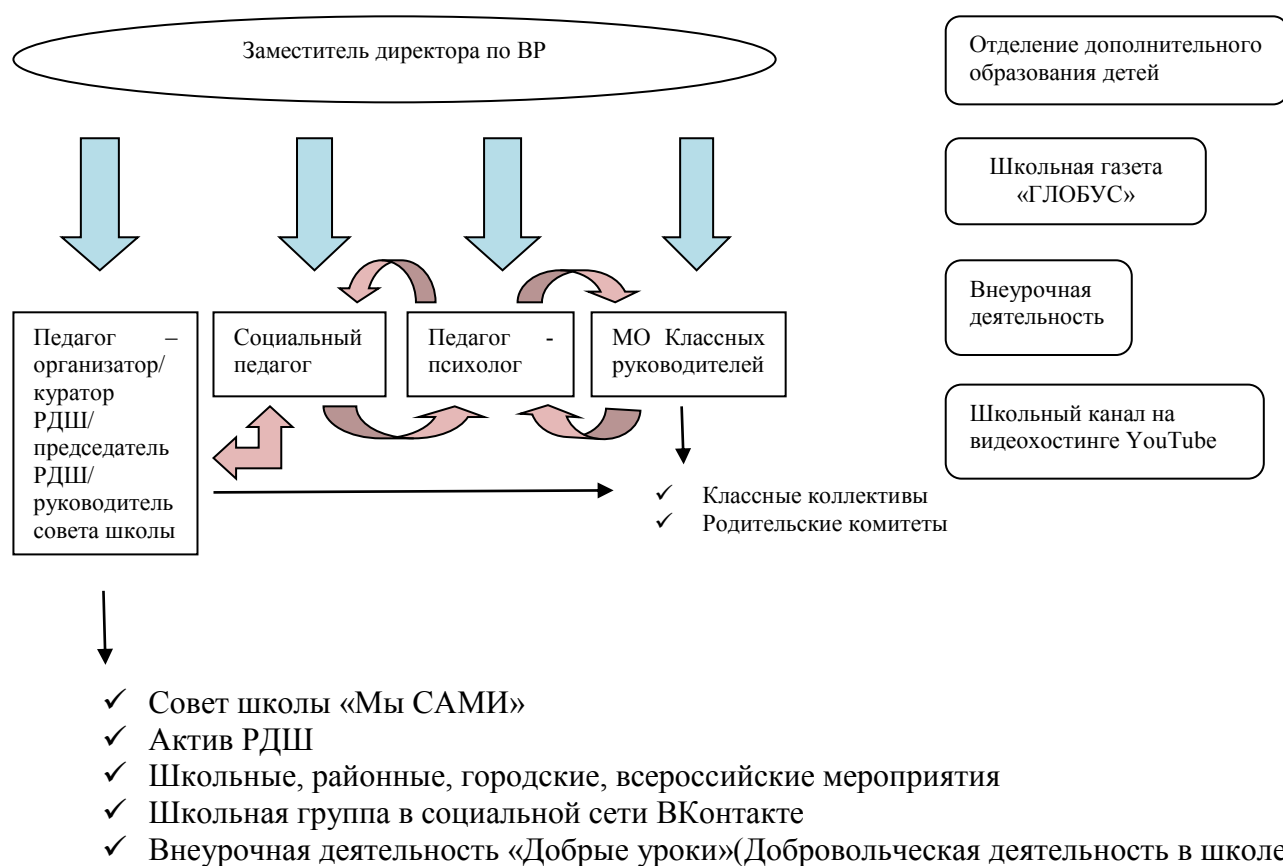 Заместитель директора по ВР
Отделение дополнительного
образования детей
Школьная газета
«ГЛОБУС»
Внеурочная
деятельность
Школьный канал на
видеохостинге YouTube
Педагог –
организатор/
куратор
РДШ/
председатель
РДШ/
руководитель
совета школы
Социальный
педагог
Педагог -
психолог
МО Классных
руководителей
✓ Классные коллективы
✓ Родительские комитеты
✓ Совет школы «Мы САМИ»
✓ Актив РДШ
✓ Школьные, районные, городские, всероссийские мероприятия
✓ Школьная группа в социальной сети ВКонтакте
✓ Внеурочная деятельность «Добрые уроки»(Добровольческая деятельность в школе